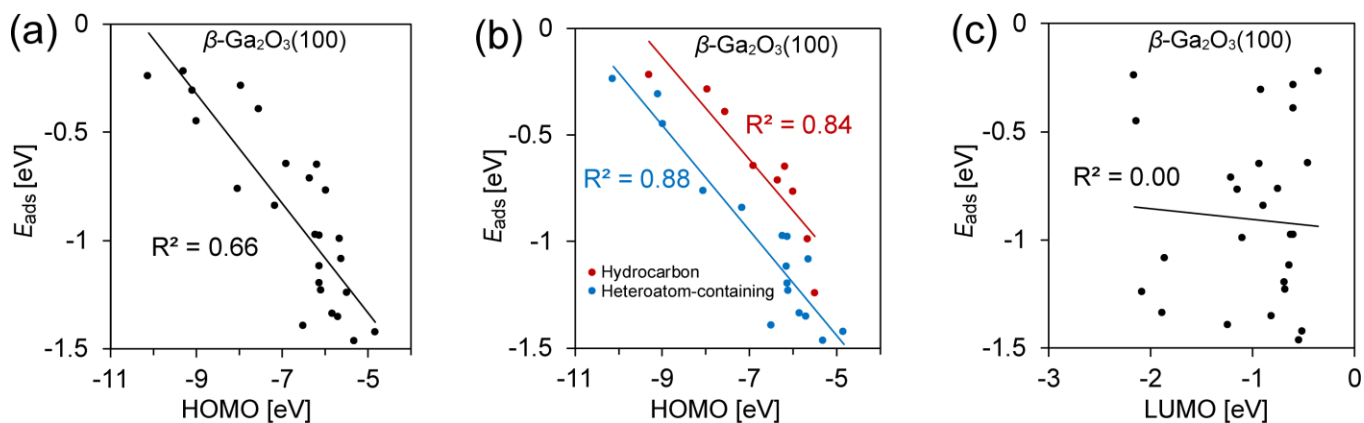 (a)
β-Ga₂O₃(100)
0
-0.5
-1
-1.5
E_ads [eV]
R² = 0.66
-11
-9
-7
-5
HOMO [eV]
(b)
β-Ga₂O₃(100)
0
-0.5
-1
-1.5
E_ads [eV]
R² = 0.84
R² = 0.88
Hydrocarbon
Heteroatom-containing
-11
-9
-7
-5
HOMO [eV]
(c)
β-Ga₂O₃(100)
0
-0.5
-1
-1.5
E_ads [eV]
R² = 0.00
-3
-2
-1
0
LUMO [eV]